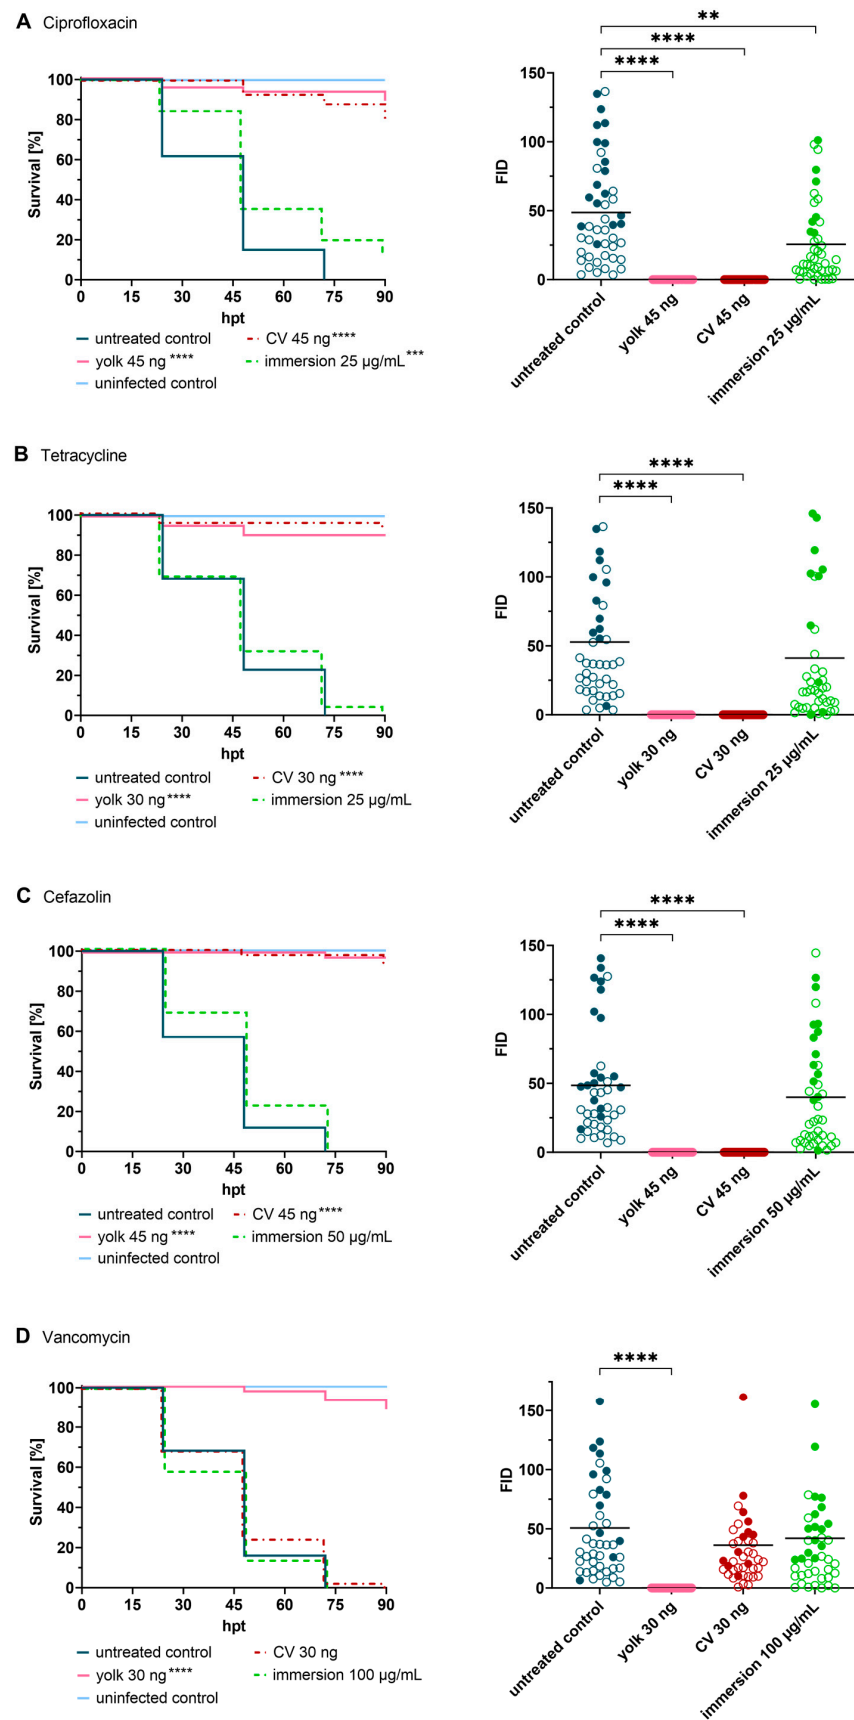 A Ciprofloxacin
Survival [%]
100
80
60
40
20
0
0 15 30 45 60 75 90
hpt
untreated control
CV 45 ng****
yolk 45 ng****
immersion 25 µg/mL***
uninfected control
**
****
****
FID
150
100
50
0
untreated control
yolk 45 ng
CV 45 ng
immersion 25 µg/mL
B Tetracycline
Survival [%]
100
80
60
40
20
0
0 15 30 45 60 75 90
hpt
untreated control
CV 30 ng****
yolk 30 ng****
immersion 25 µg/mL
uninfected control
****
****
FID
150
100
50
0
untreated control
yolk 30 ng
CV 30 ng
immersion 25 µg/mL
C Cefazolin
Survival [%]
100
80
60
40
20
0
0 15 30 45 60 75 90
hpt
untreated control
CV 45 ng****
yolk 45 ng****
immersion 50 µg/mL
uninfected control
****
****
FID
150
100
50
0
untreated control
yolk 45 ng
CV 45 ng
immersion 50 µg/mL
D Vancomycin
Survival [%]
100
80
60
40
20
0
0 15 30 45 60 75 90
hpt
untreated control
CV 30 ng
yolk 30 ng****
immersion 100 µg/mL
uninfected control
****
FID
150
100
50
0
untreated control
yolk 30 ng
CV 30 ng
immersion 100 µg/mL